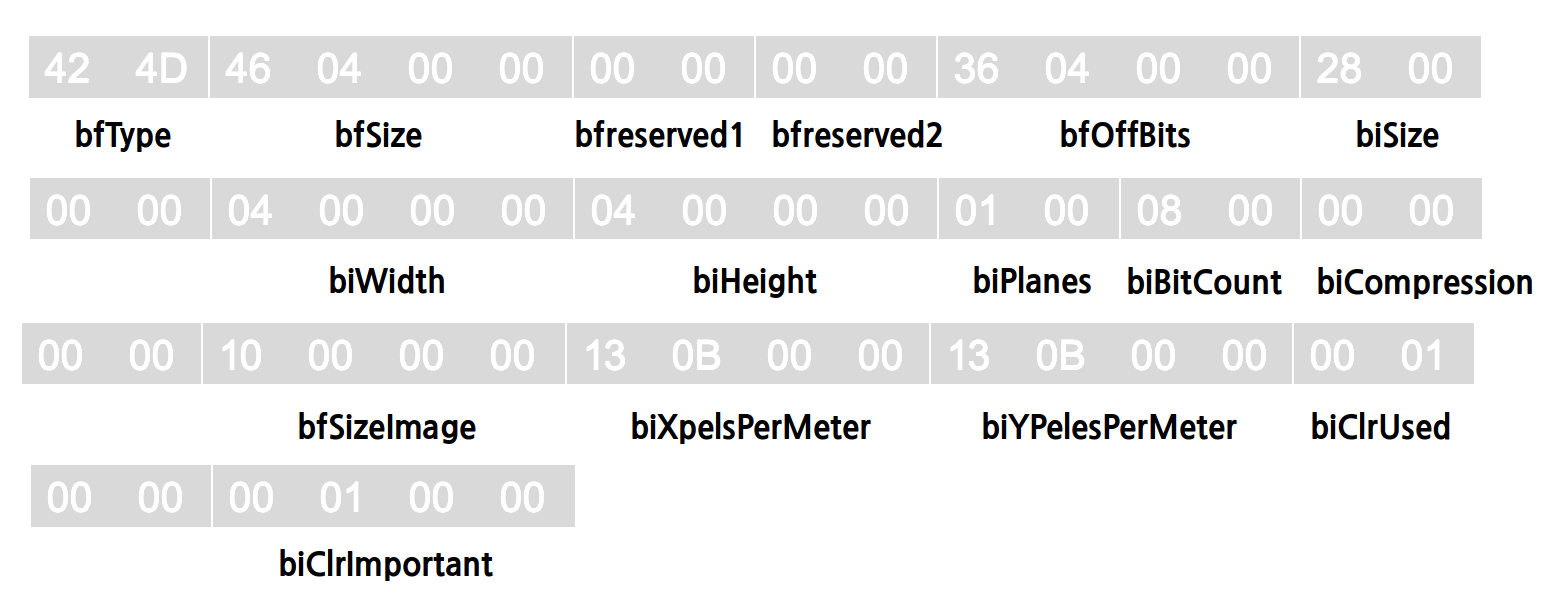 42 4D 46 04 00 00 00 00 00 00 36 04 00 00 28 00
bfType bfSize bfreserved1 bfreserved2 bfOffBits biSize
00 00 04 00 00 00 04 00 00 00 01 00 08 00 00 00
biWidth biHeight biPlanes biBitCount biCompression
00 00 10 00 00 00 13 0B 00 00 13 0B 00 00 00 01
bfSizeImage biXpelsPerMeter biYPelesPerMeter biClrUsed
00 00 00 01 00 00
biClrImportant